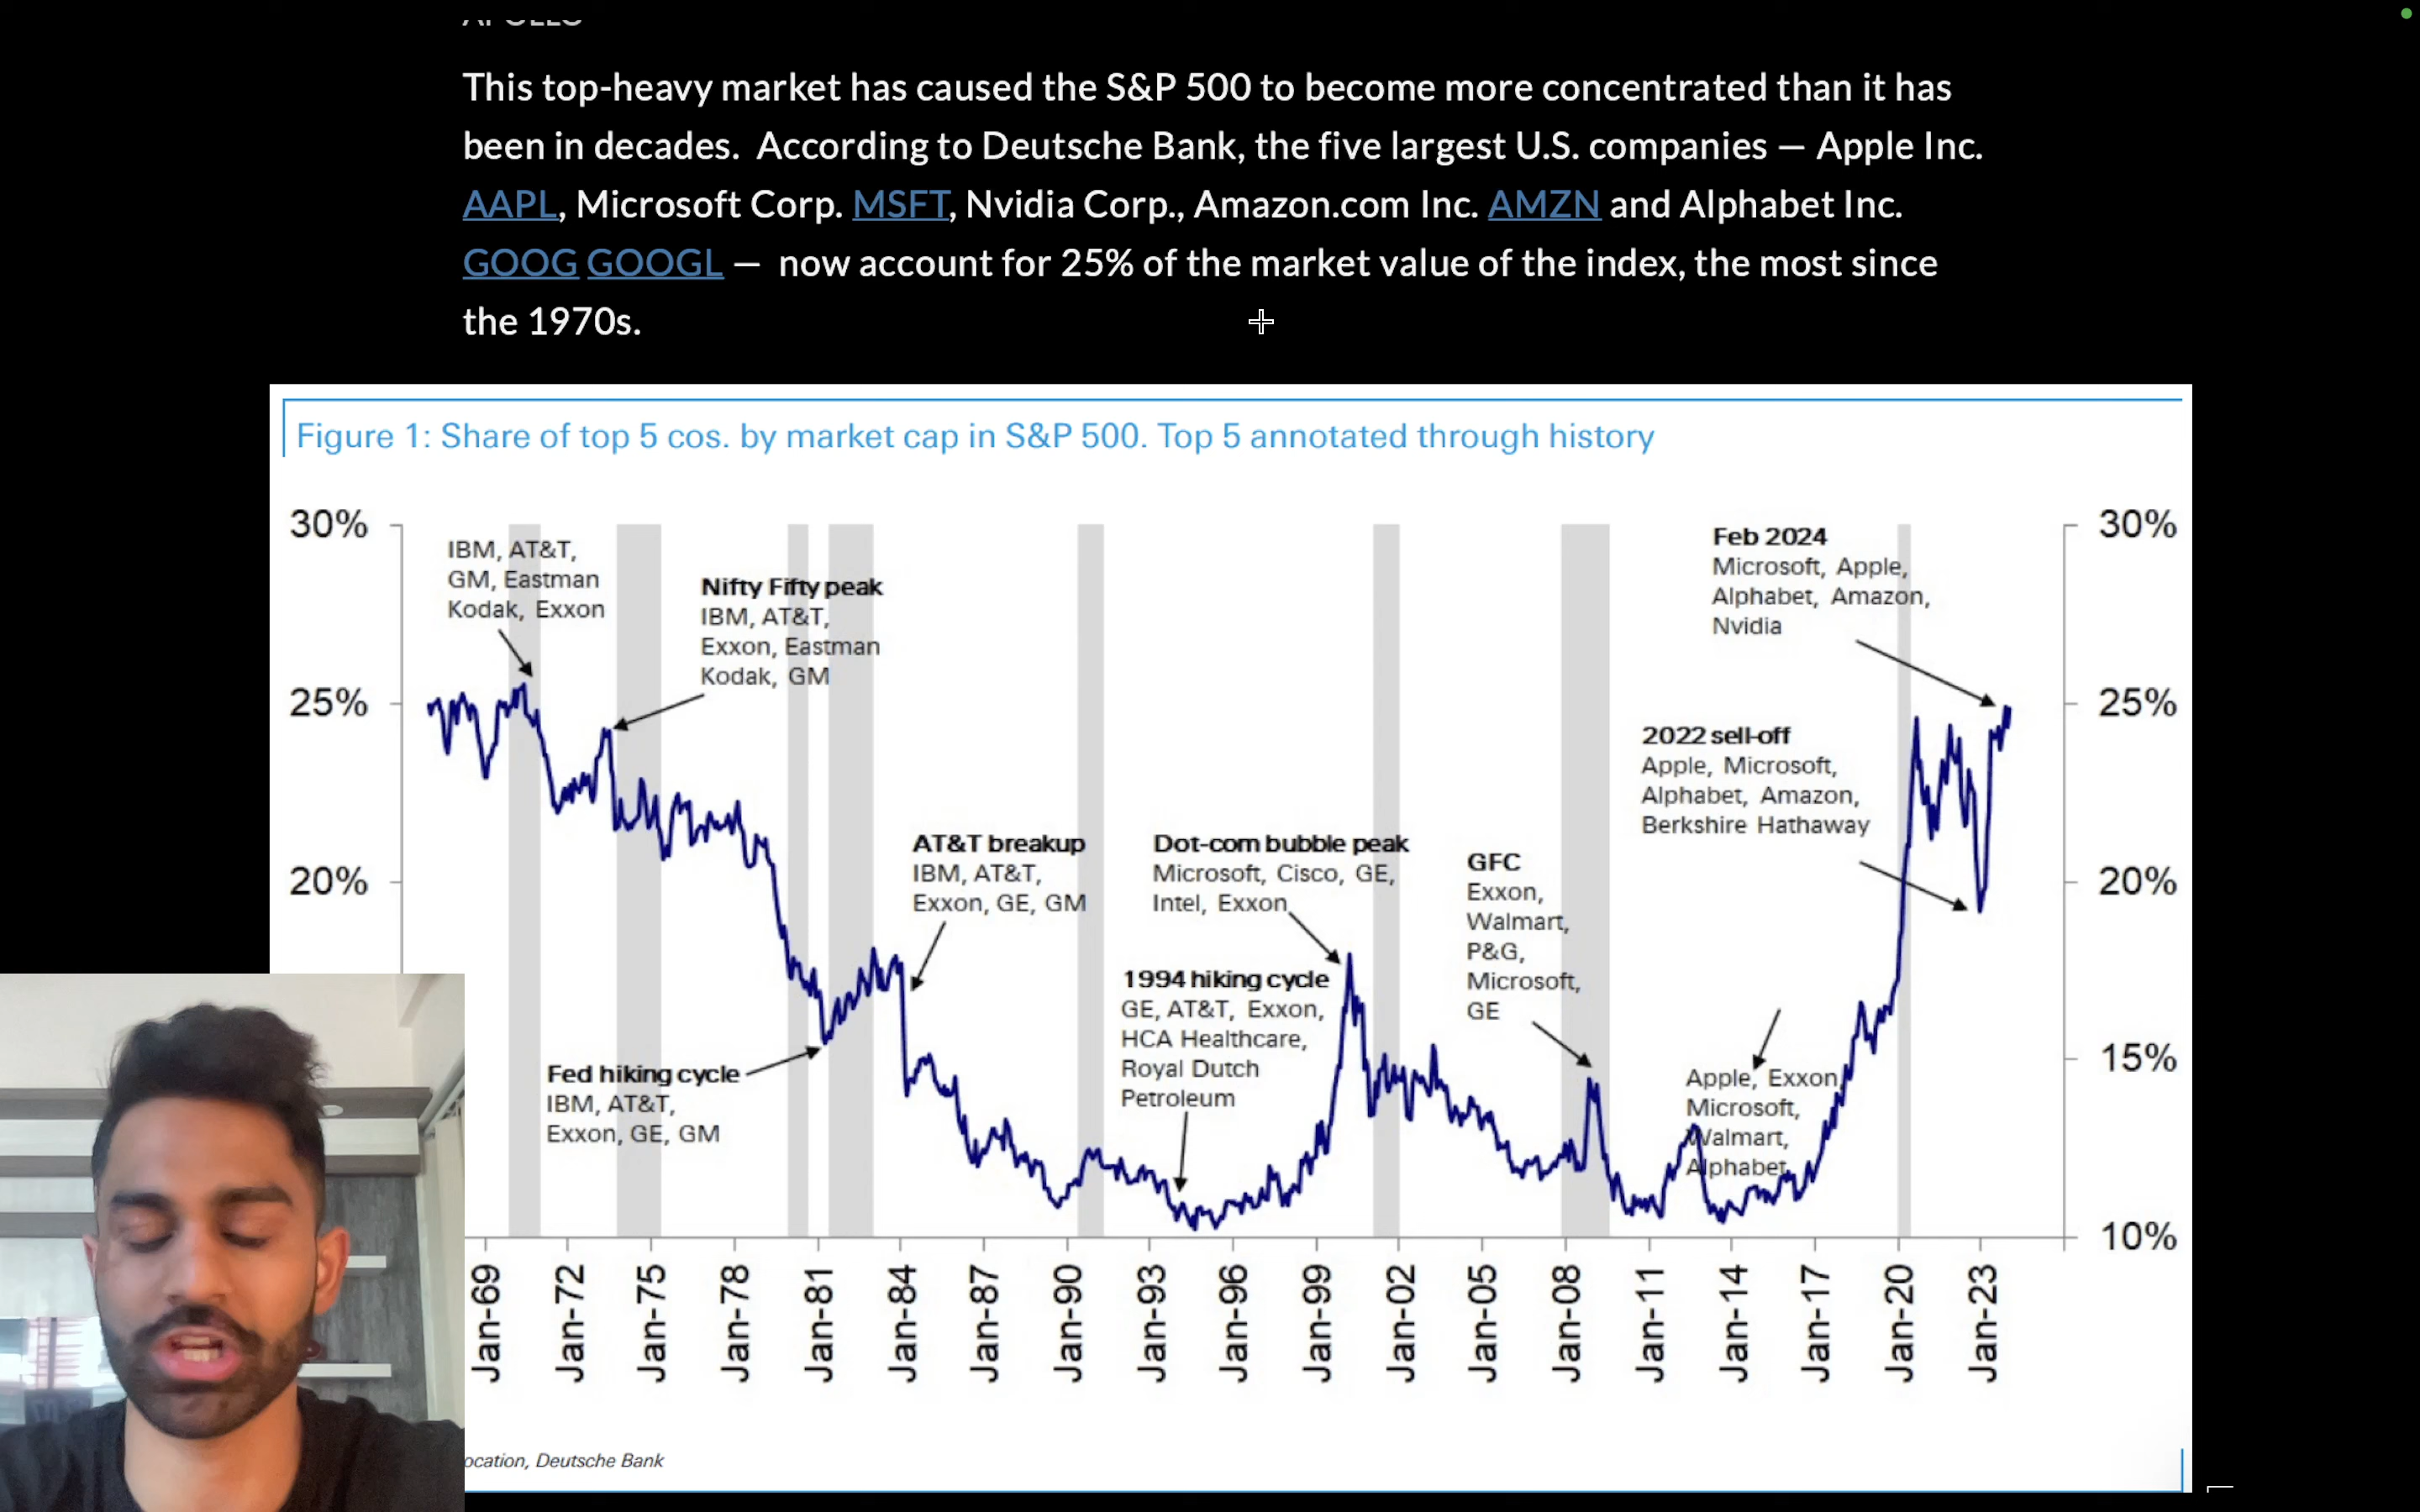 This top-heavy market has caused the S&P 500 to become more concentrated than it has
been in decades.  According to Deutsche Bank, the five largest U.S. companies — Apple Inc.
AAPL, Microsoft Corp. MSFT, Nvidia Corp., Amazon.com Inc. AMZN and Alphabet Inc.
GOOG GOOGL —  now account for 25% of the market value of the index, the most since
the 1970s.
Figure 1: Share of top 5 cos. by market cap in S&P 500. Top 5 annotated through history
30%
25%
20%
IBM, AT&T,
GM, Eastman
Kodak, Exxon
Nifty Fifty peak
IBM, AT&T,
Exxon, Eastman
Kodak, GM
Fed hiking cycle
IBM, AT&T,
Exxon, GE, GM
AT&T breakup
IBM, AT&T,
Exxon, GE, GM
1994 hiking cycle
GE, AT&T, Exxon,
HCA Healthcare,
Royal Dutch
Petroleum
Dot-com bubble peak
Microsoft, Cisco, GE,
Intel, Exxon
GFC
Exxon,
Walmart,
P&G,
Microsoft,
GE
Apple, Exxon,
Microsoft,
Walmart,
Alphabet
2022 sell-off
Apple, Microsoft,
Alphabet, Amazon,
Berkshire Hathaway
Feb 2024
Microsoft, Apple,
Alphabet, Amazon,
Nvidia
30%
25%
20%
15%
10%
Jan-69
Jan-72
Jan-75
Jan-78
Jan-81
Jan-84
Jan-87
Jan-90
Jan-93
Jan-96
Jan-99
Jan-02
Jan-05
Jan-08
Jan-11
Jan-14
Jan-17
Jan-20
Jan-23
Deutsche Bank